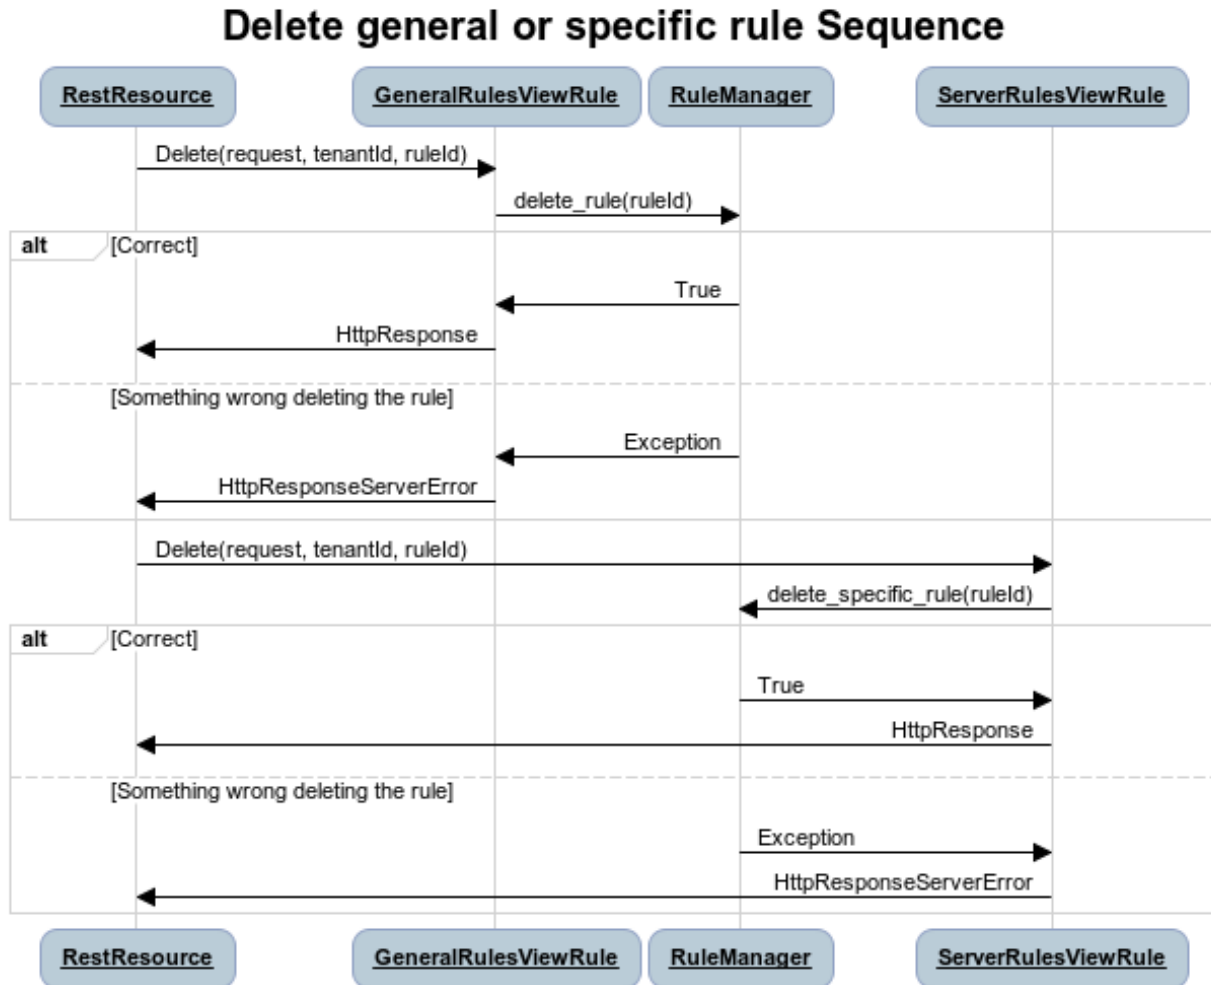 Delete general or specific rule Sequence
RestResource GeneralRulesViewRule RuleManager ServerRulesViewRule
Delete(request, tenantId, ruleId)
delete_rule(ruleId)
alt [Correct]
True
HttpResponse
[Something wrong deleting the rule]
Exception
HttpResponseServerError
Delete(request, tenantId, ruleId)
delete_specific_rule(ruleId)
alt [Correct]
True
HttpResponse
[Something wrong deleting the rule]
Exception
HttpResponseServerError
RestResource GeneralRulesViewRule RuleManager ServerRulesViewRule